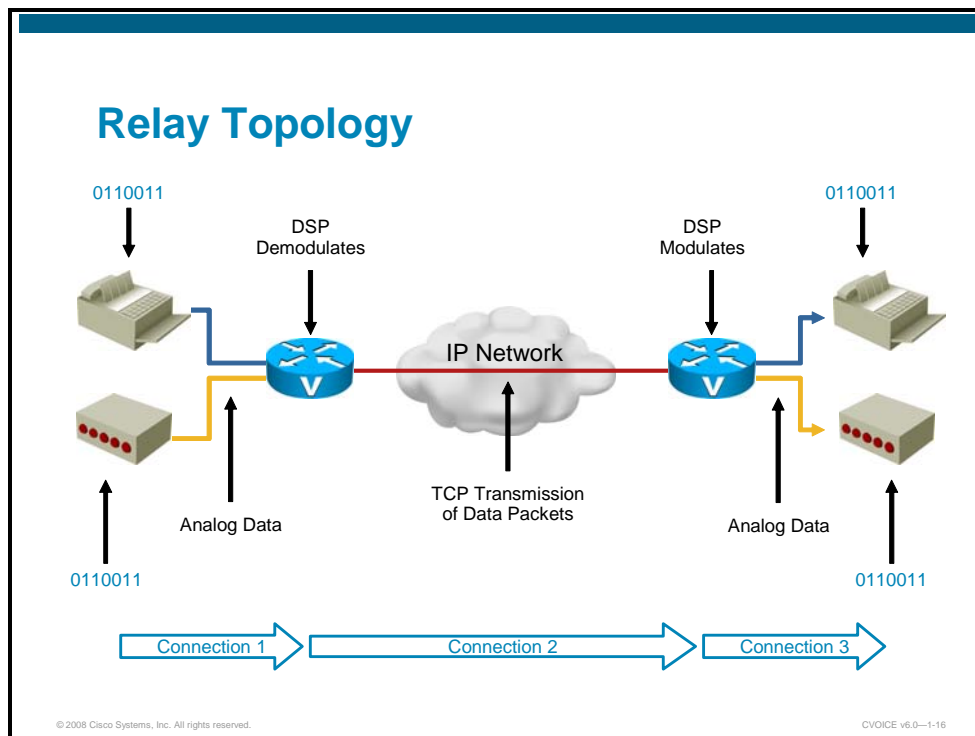 Relay Topology
0110011
0110011
DSP
Demodulates
DSP
Modulates
IP Network
V
V
TCP Transmission
of Data Packets
Analog Data
Analog Data
0110011
0110011
Connection 1
Connection 2
Connection 3
© 2008 Cisco Systems, Inc. All rights reserved.
CVOICE v6.0—1-16